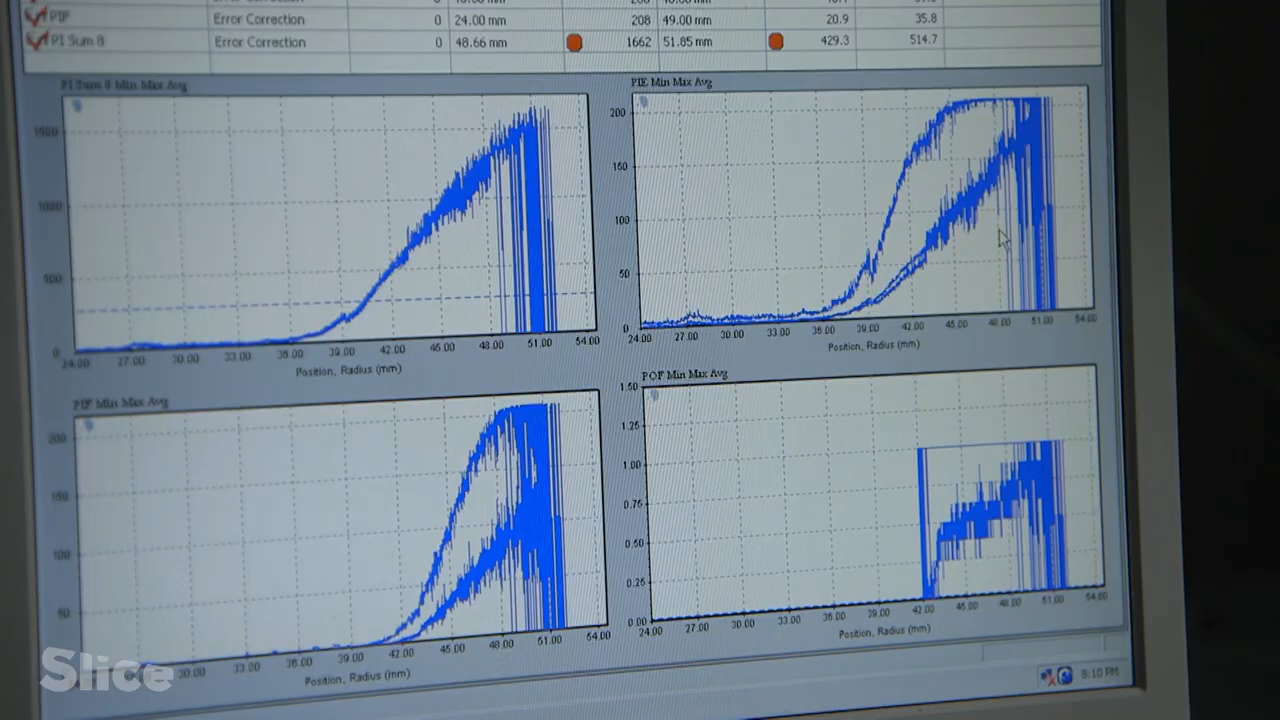 PIF Error Correction 0 24.00 mm 208 49.00 mm 20.9 35.8
PI Sum 8 Error Correction 0 48.66 mm 1662 51.85 mm 429.3 514.7
PI Sum 8 Min Max Avg
1500
1000
500
0
24.00 27.00 30.00 33.00 36.00 39.00 42.00 45.00 48.00 51.00 54.00
Position, Radius (mm)
PIE Min Max Avg
200
150
100
50
0
24.00 27.00 30.00 33.00 36.00 39.00 42.00 45.00 48.00 51.00 54.00
Position, Radius (mm)
PIF Min Max Avg
200
150
100
50
30.00 33.00 36.00 39.00 42.00 45.00 48.00 51.00 54.00
Position, Radius (mm)
POF Min Max Avg
1.50
1.25
1.00
0.75
0.50
0.25
0.00
24.00 27.00 30.00 33.00 36.00 39.00 42.00 45.00 48.00 51.00 54.00
Position, Radius (mm)
8:10 PM
Slice